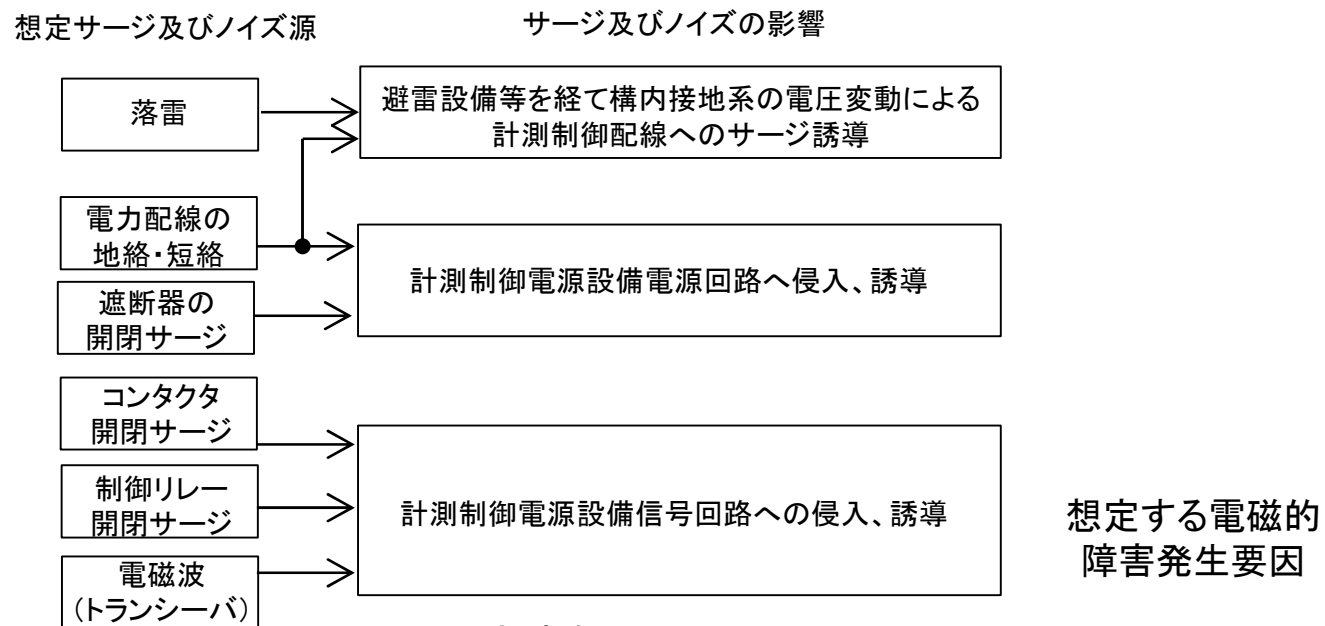 想定サージ及びノイズ源
サージ及びノイズの影響
落雷
避雷設備等を経て構内接地系の電圧変動による
計測制御配線へのサージ誘導
電力配線の
地絡・短絡
計測制御電源設備電源回路へ侵入、誘導
遮断器の
開閉サージ
コンタクタ
開閉サージ
制御リレー
開閉サージ
計測制御電源設備信号回路への侵入、誘導
電磁波
(トランシーバ)
想定する電磁的
障害発生要因